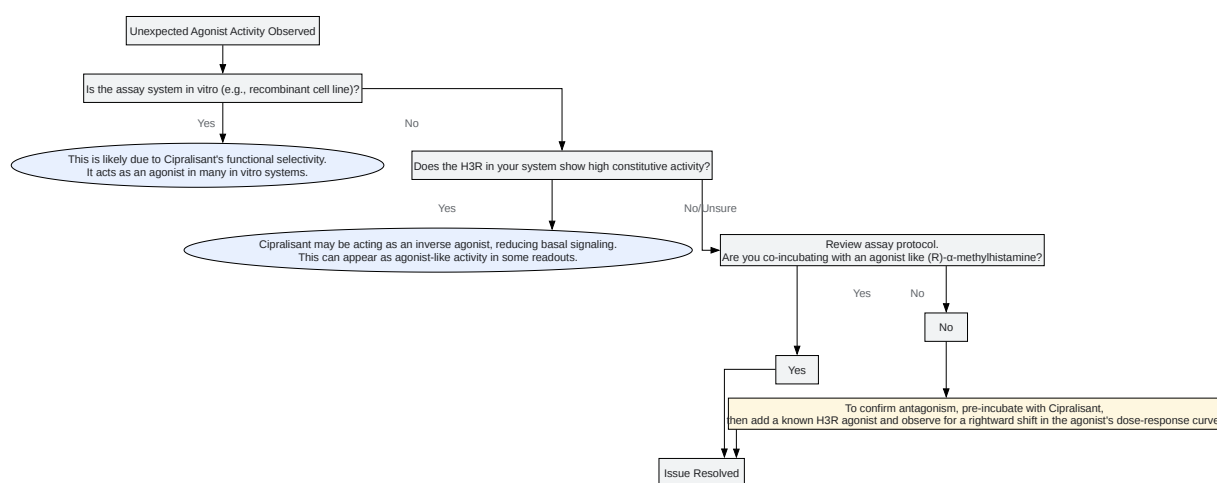 Unexpected Agonist Activity Observed
Is the assay system in vitro (e.g., recombinant cell line)?
Yes
No
This is likely due to Cipralisant's functional selectivity.
It acts as an agonist in many in vitro systems.
Does the H3R in your system show high constitutive activity?
Yes
No/Unsure
Cipralisant may be acting as an inverse agonist, reducing basal signaling.
This can appear as agonist-like activity in some readouts.
Review assay protocol.
Are you co-incubating with an agonist like (R)-α-methylhistamine?
Yes
No
No
Yes
To confirm antagonism, pre-incubate with Cipralisant,
then add a known H3R agonist and observe for a rightward shift in the agonist's dose-response curve
Issue Resolved